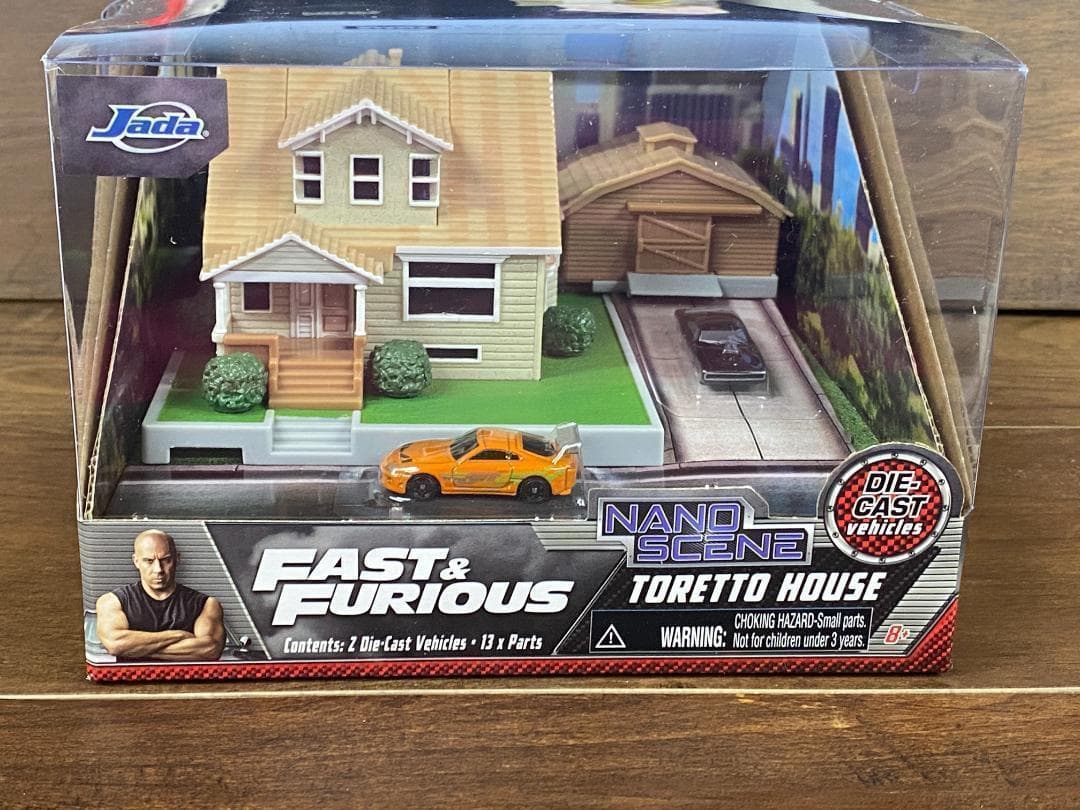 Jada
DIE-
CAST
vehicles
NANO
SCENE
FAST &
FURIOUS
TORETTO HOUSE
Contents: 2 Die-Cast Vehicles • 13 x Parts
WARNING:
CHOKING HAZARD-Small parts.
Not for children under 3 years.
8+